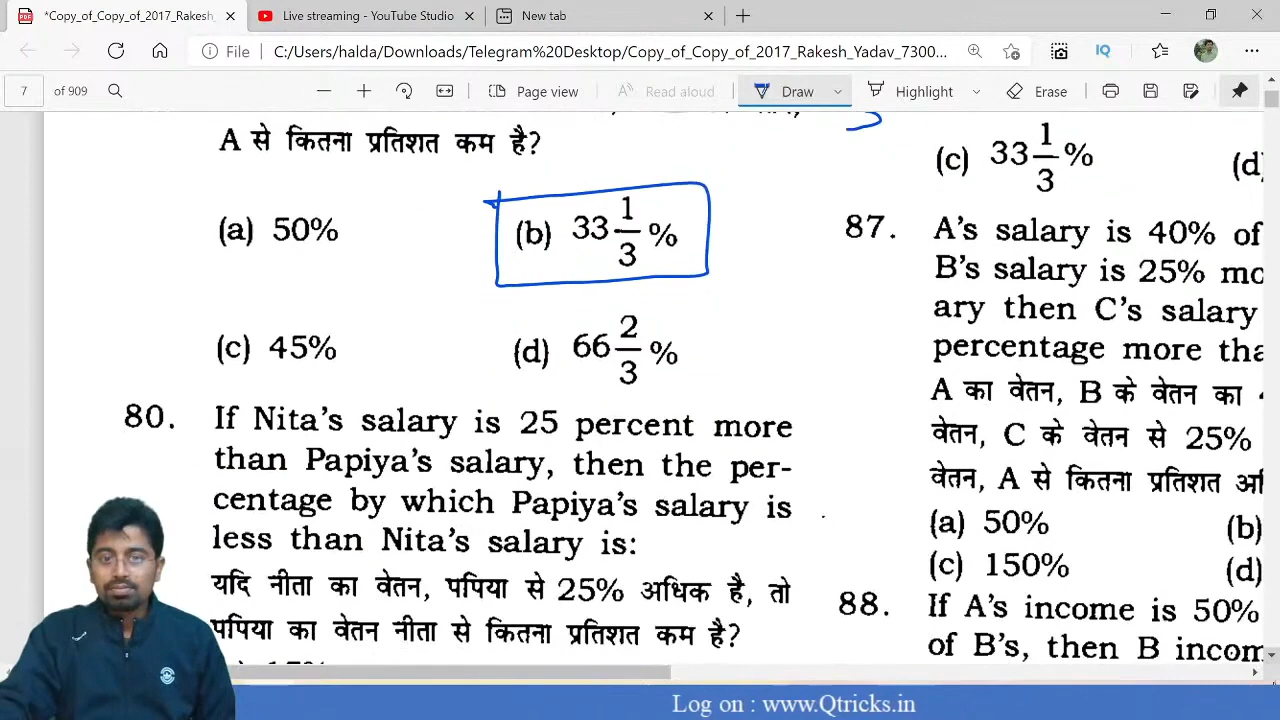 *Copy_of_Copy_of_2017_Rakesh_
Live streaming - YouTube Studio
New tab
File
C:/Users/halda/Downloads/Telegram%20Desktop/Copy_of_Copy_of_2017_Rakesh_Yadav_7300...
IQ
7 of 909
Page view
Read aloud
Draw
Highlight
Erase
A से कितना प्रतिशत कम है?
(a) 50%
(b) 33 1/3 %
(c) 45%
(d) 66 2/3 %
80. If Nita's salary is 25 percent more
than Papiya's salary, then the per-
centage by which Papiya's salary is
less than Nita's salary is:
यदि नीता का वेतन, पपिया से 25% अधिक है, तो
पपिया का वेतन नीता से कितना प्रतिशत कम है?
(c) 33 1/3 %
(d)
87. A's salary is 40% of
B's salary is 25% mo
ary then C's salary
percentage more tha
A का वेतन, B के वेतन का
वेतन, C के वेतन से 25%
वेतन, A से कितना प्रतिशत
(a) 50%
(b)
(c) 150%
(d)
88. If A's income is 50%
of B's, then B incom
Log on : www.Qtricks.in